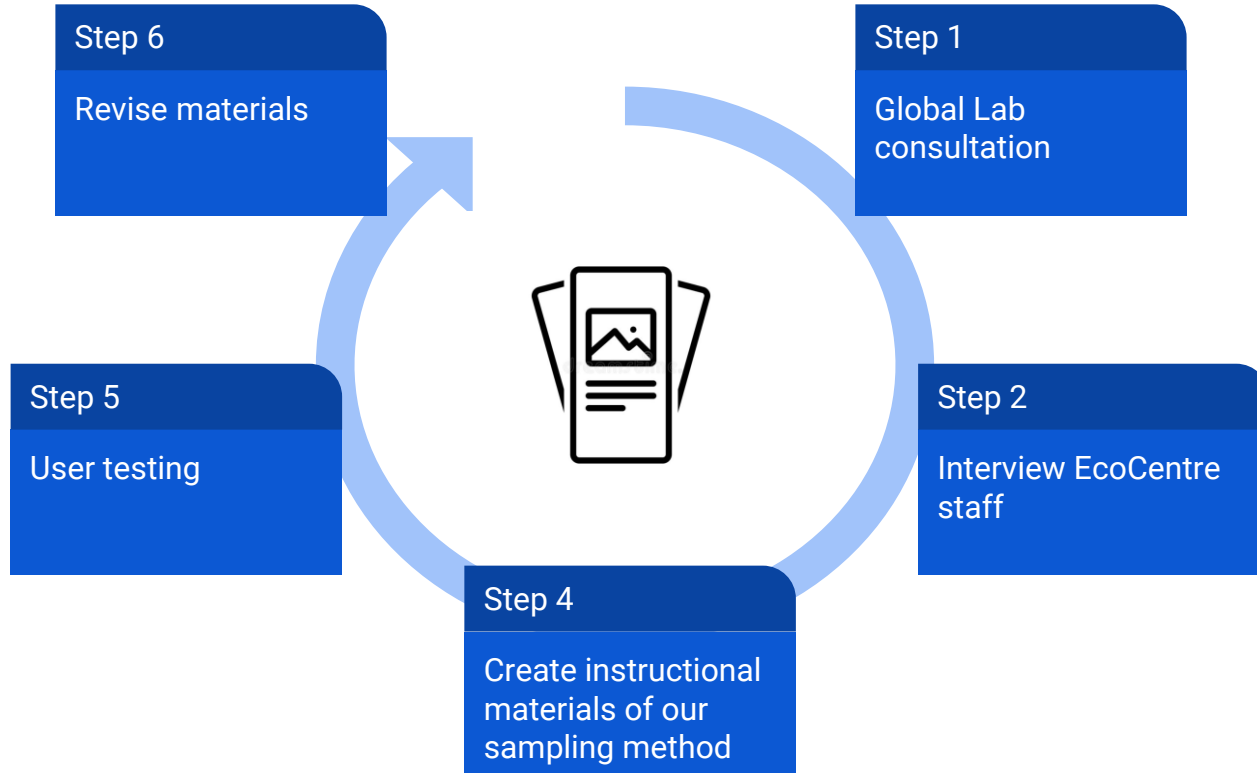 Step 1
Global Lab
consultation
Step 2
Interview EcoCentre
staff
Step 4
Create instructional
materials of our
sampling method
Step 5
User testing
Step 6
Revise materials